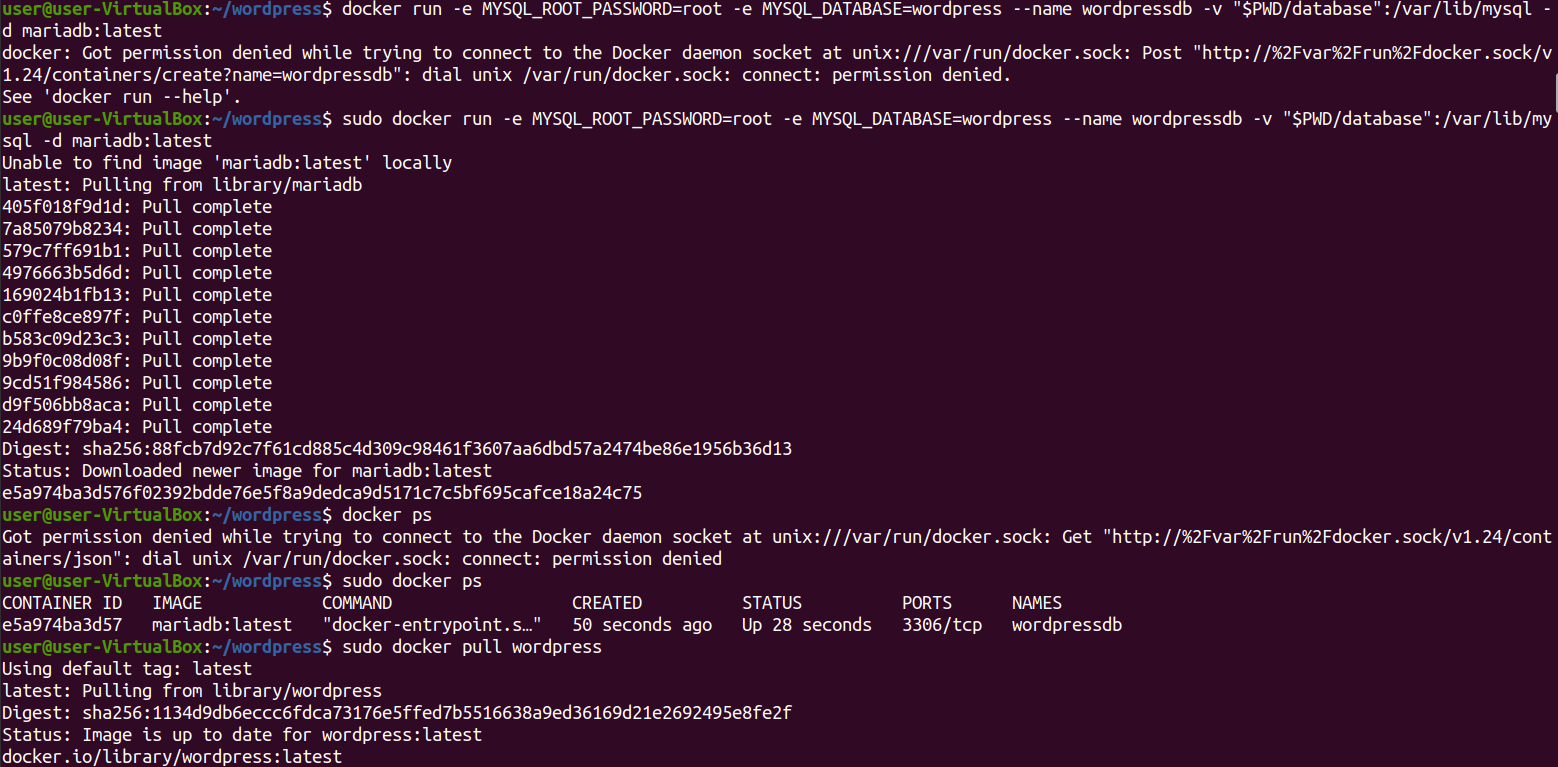 user@user-VirtualBox:~/wordpress$ docker run -e MYSQL_ROOT_PASSWORD=root -e MYSQL_DATABASE=wordpress --name wordpressdb -v "$PWD/database":/var/lib/mysql -
d mariadb:latest
docker: Got permission denied while trying to connect to the Docker daemon socket at unix:///var/run/docker.sock: Post "http://%2Fvar%2Frun%2Fdocker.sock/v
1.24/containers/create?name=wordpressdb": dial unix /var/run/docker.sock: connect: permission denied.
See 'docker run --help'.
user@user-VirtualBox:~/wordpress$ sudo docker run -e MYSQL_ROOT_PASSWORD=root -e MYSQL_DATABASE=wordpress --name wordpressdb -v "$PWD/database":/var/lib/my
sql -d mariadb:latest
Unable to find image 'mariadb:latest' locally
latest: Pulling from library/mariadb
405f018f9d1d: Pull complete
7a85079b8234: Pull complete
579c7ff691b1: Pull complete
4976663b5d6d: Pull complete
169024b1fb13: Pull complete
c0ffe8ce897f: Pull complete
b583c09d23c3: Pull complete
9b9f0c08d08f: Pull complete
9cd51f984586: Pull complete
d9f506bb8aca: Pull complete
24d689f79ba4: Pull complete
Digest: sha256:88fcb7d92c7f61cd885c4d309c98461f3607aa6dbd57a2474be86e1956b36d13
Status: Downloaded newer image for mariadb:latest
e5a974ba3d576f02392bdde76e5f8a9dedca9d5171c7c5bf695cafce18a24c75
user@user-VirtualBox:~/wordpress$ docker ps
Got permission denied while trying to connect to the Docker daemon socket at unix:///var/run/docker.sock: Get "http://%2Fvar%2Frun%2Fdocker.sock/v1.24/cont
ainers/json": dial unix /var/run/docker.sock: connect: permission denied
user@user-VirtualBox:~/wordpress$ sudo docker ps
CONTAINER ID   IMAGE            COMMAND                  CREATED          STATUS          PORTS      NAMES
e5a974ba3d57   mariadb:latest   "docker-entrypoint.s…"   50 seconds ago   Up 28 seconds   3306/tcp   wordpressdb
user@user-VirtualBox:~/wordpress$ sudo docker pull wordpress
Using default tag: latest
latest: Pulling from library/wordpress
Digest: sha256:1134d9db6eccc6fdca73176e5ffed7b5516638a9ed36169d21e2692495e8fe2f
Status: Image is up to date for wordpress:latest
docker.io/library/wordpress:latest